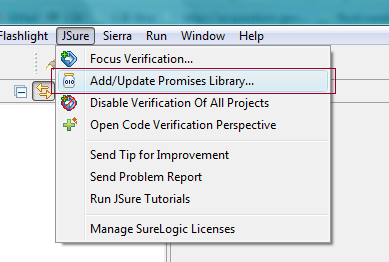 Flashlight JSure Sierra Run Window Help
Focus Verification...
Add/Update Promises Library...
Disable Verification Of All Projects
Open Code Verification Perspective
Send Tip for Improvement
Send Problem Report
Run JSure Tutorials
Manage SureLogic Licenses